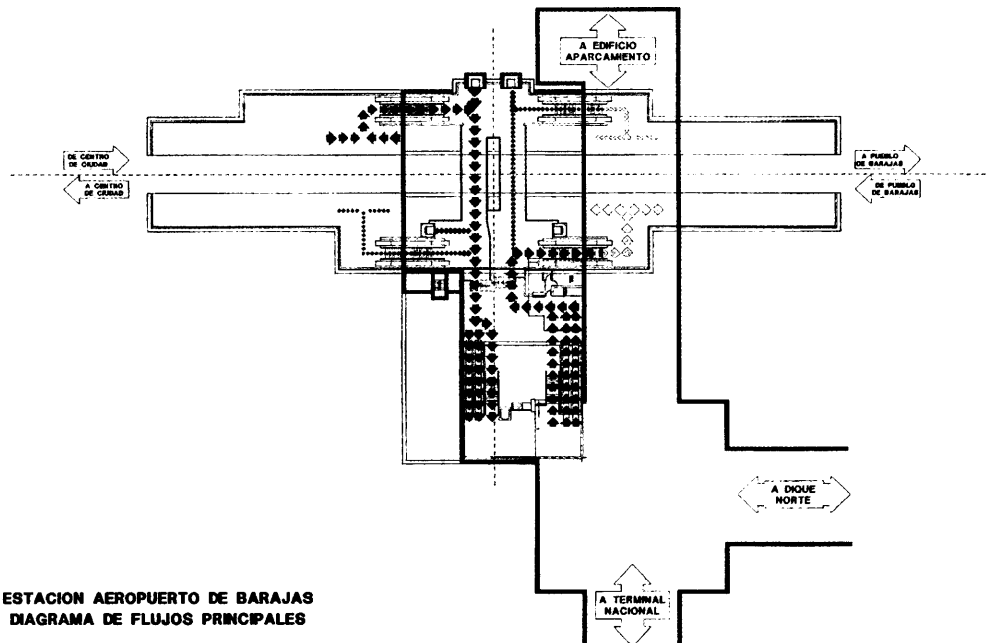 A EDIFICIO
APARCAMIENTO
DE CENTRO
DE CIUDAD
A CENTRO
DE CIUDAD
A PUEBLO
DE BARAJAS
DE PUEBLO
DE BARAJAS
A DIQUE
NORTE
A TERMINAL
NACIONAL
ESTACION AEROPUERTO DE BARAJAS
DIAGRAMA DE FLUJOS PRINCIPALES